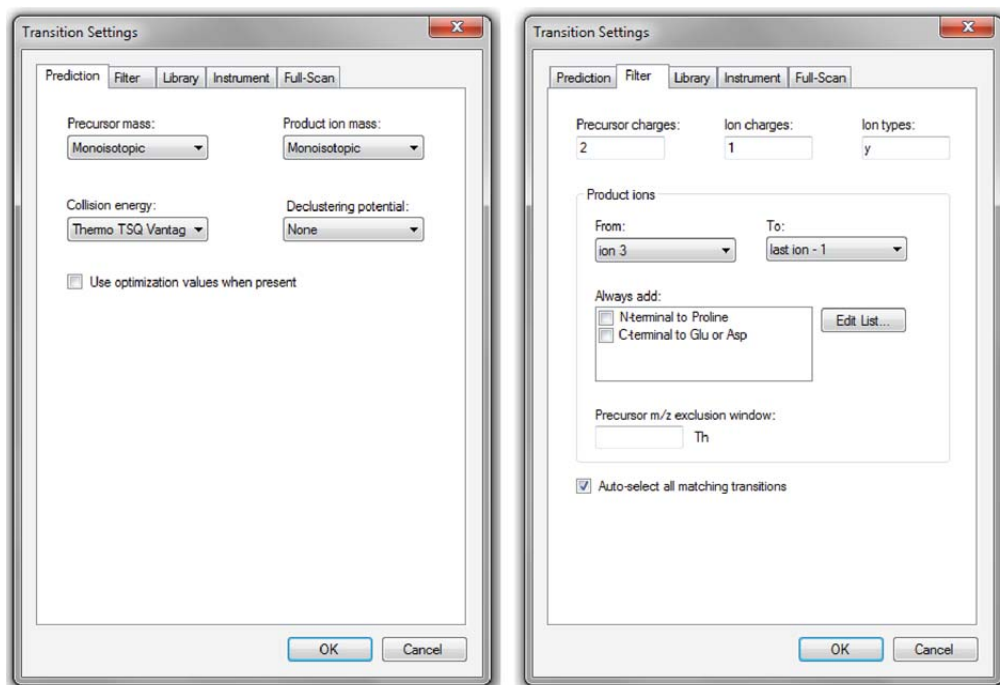 Transition Settings
Prediction Filter Library Instrument Full-Scan
Precursor mass: Product ion mass:
Monoisotopic Monoisotopic
Collision energy: Declustering potential:
Thermo TSQ Vantag None
Use optimization values when present
OK Cancel
Transition Settings
Prediction Filter Library Instrument Full-Scan
Precursor charges: Ion charges: Ion types:
2 1 y
Product ions
From: To:
ion 3 last ion - 1
Always add:
N-terminal to Proline
Edit List...
C-terminal to Glu or Asp
Precursor m/z exclusion window:
Th
Auto-select all matching transitions
OK Cancel